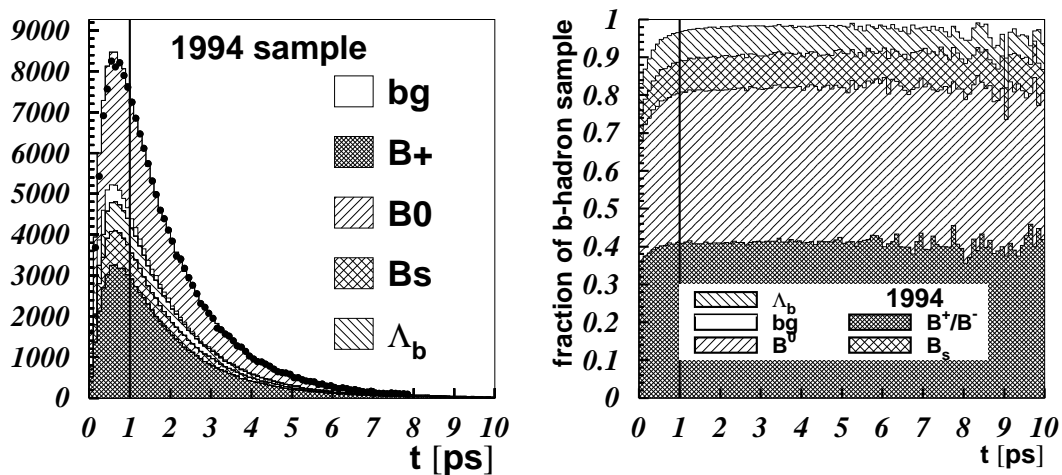 9000
8000
7000
6000
5000
4000
3000
2000
1000
0
1994 sample
bg
B+
B0
Bs
Λb
0 1 2 3 4 5 6 7 8 9 10
t [ps]
fraction of b-hadron sample
1
0.9
0.8
0.7
0.6
0.5
0.4
0.3
0.2
0.1
0
Λb 1994
bg B+/B-
B0 Bs
0 1 2 3 4 5 6 7 8 9 10
t [ps]